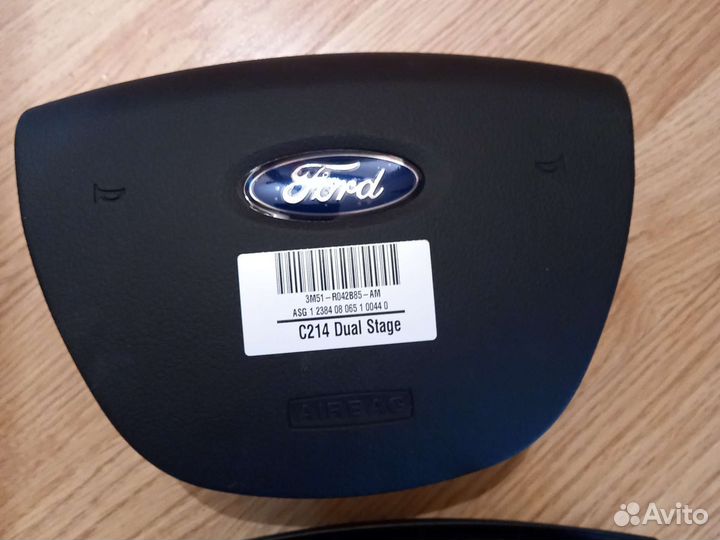 Ford
3M51-R042B85-AM
ASG 1 2384 08 065 1 0044 0
C214 Dual Stage
AIRBAG
Avito